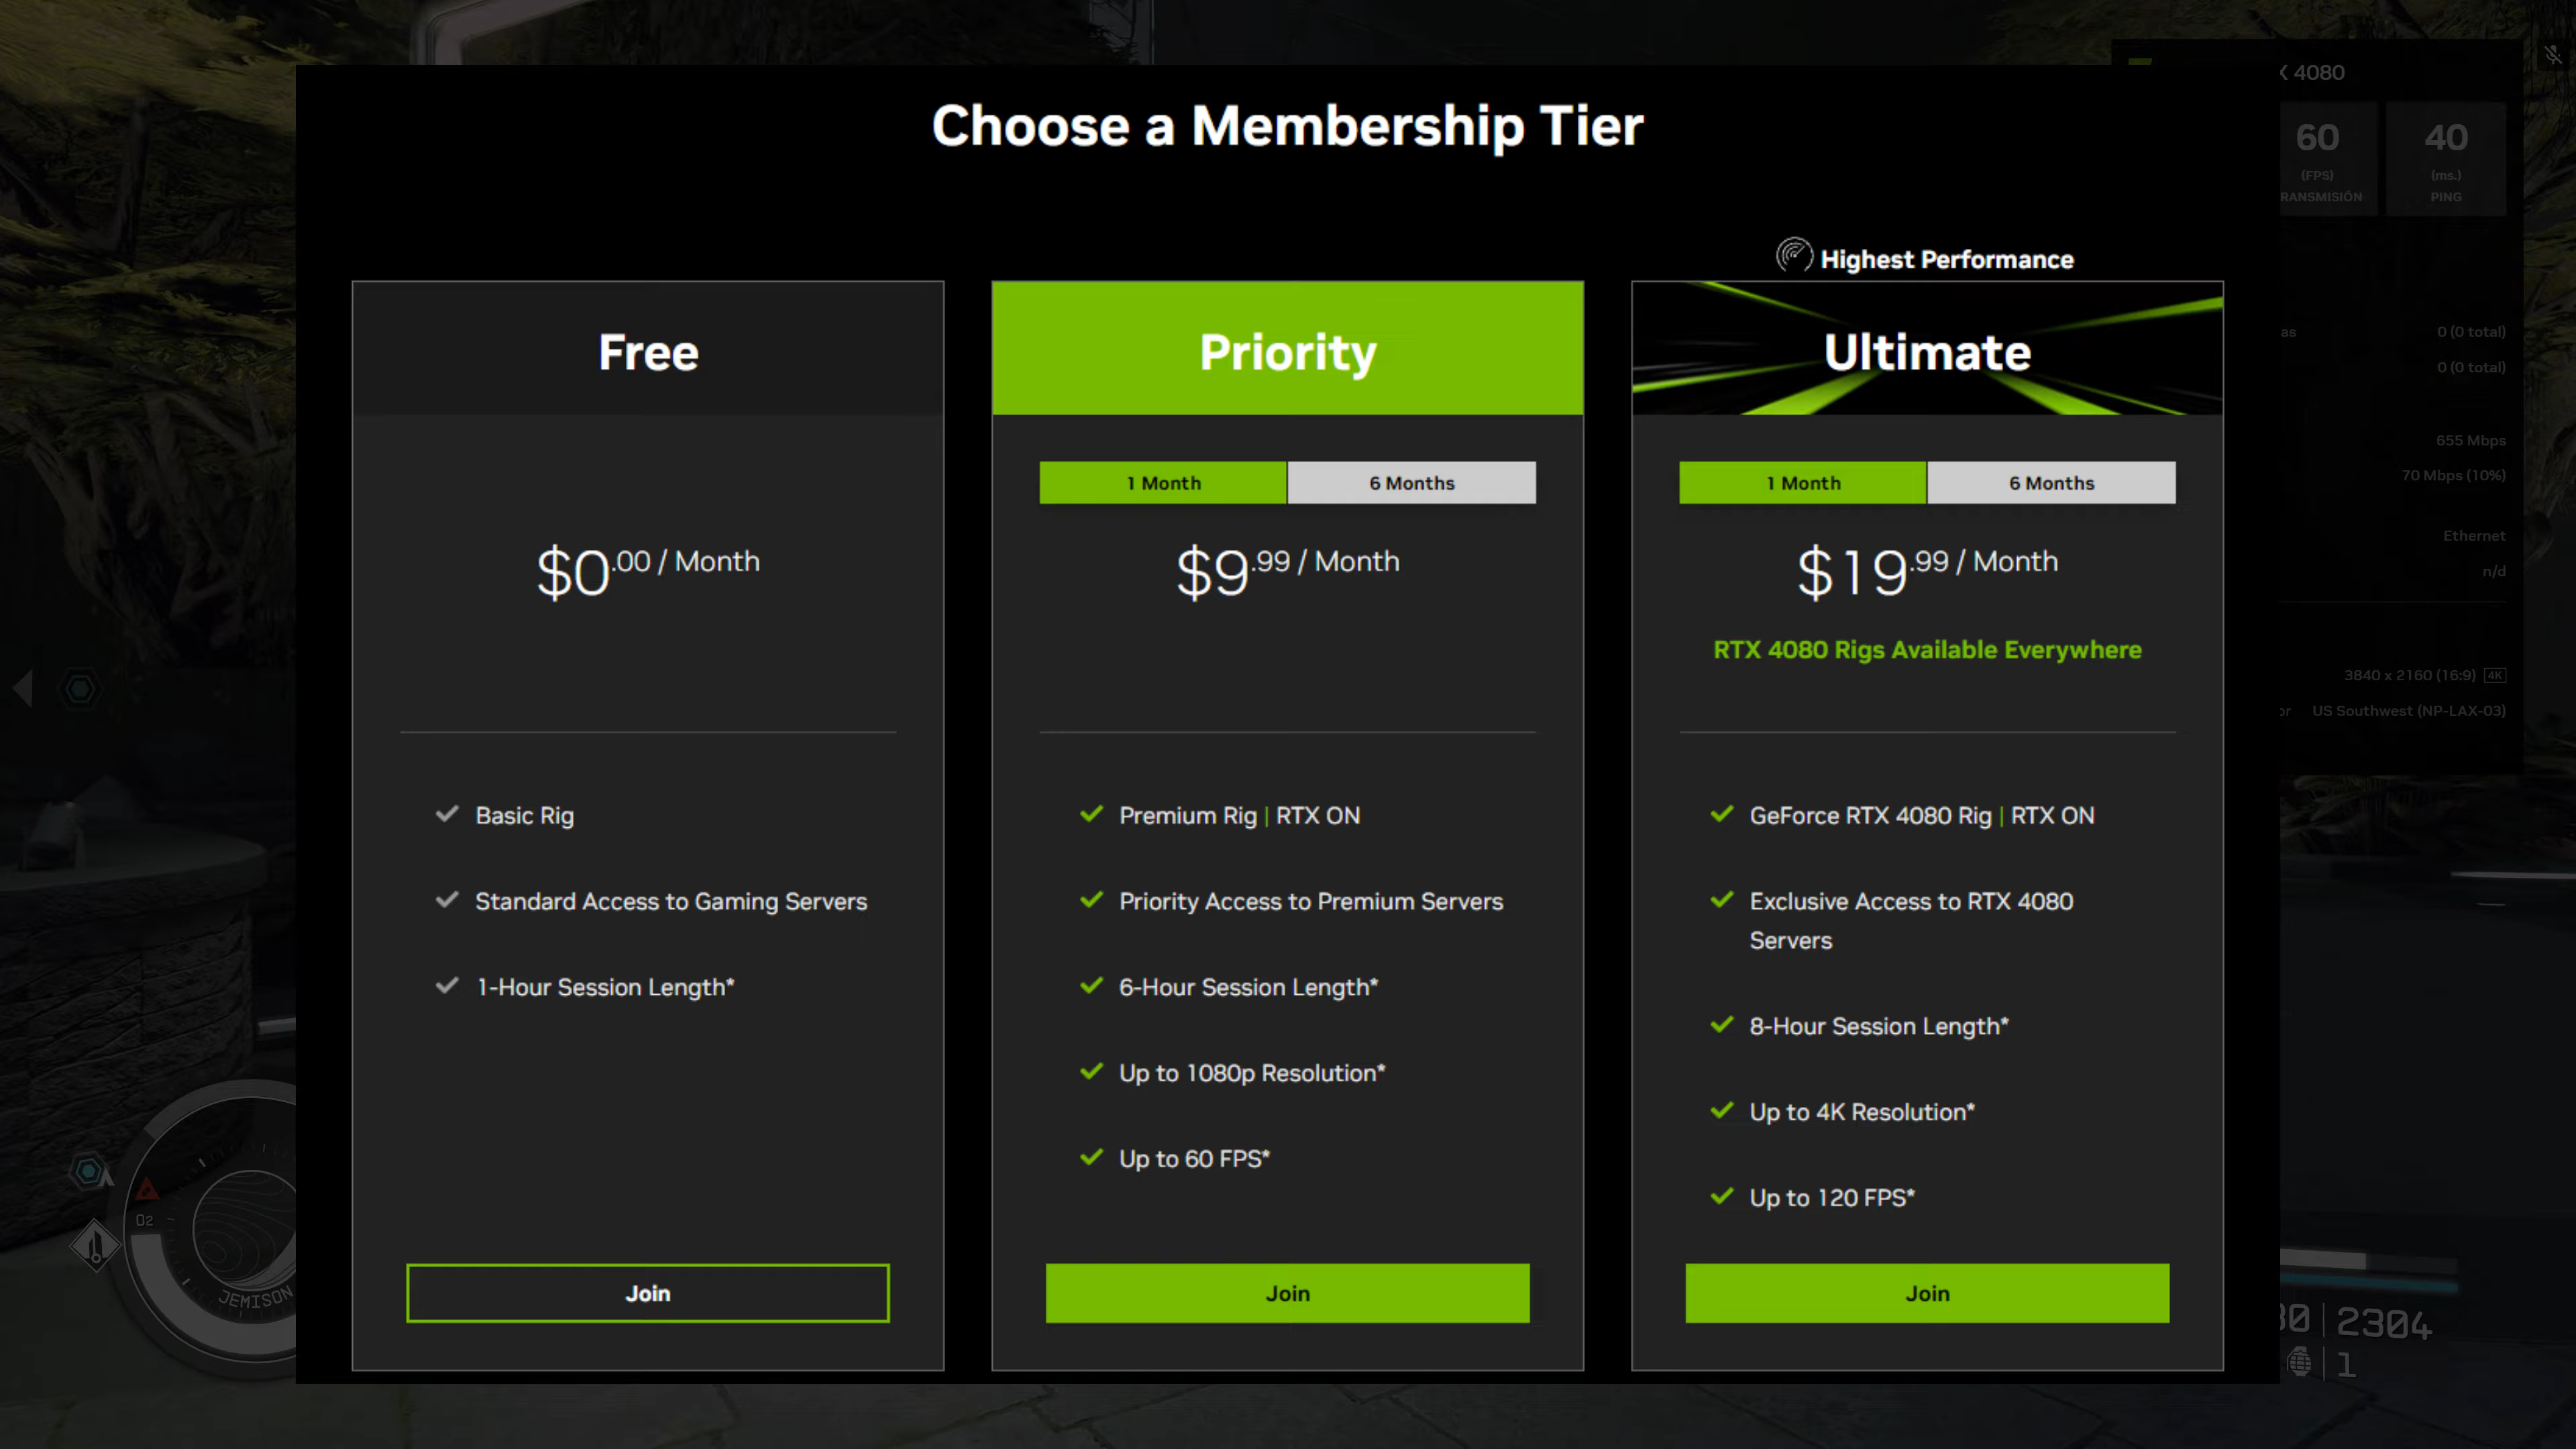 Choose a Membership Tier
Highest Performance
Free
$0.00 / Month
Basic Rig
Standard Access to Gaming Servers
1-Hour Session Length*
Join
Priority
1 Month
6 Months
$9.99 / Month
Premium Rig | RTX ON
Priority Access to Premium Servers
6-Hour Session Length*
Up to 1080p Resolution*
Up to 60 FPS*
Join
Ultimate
1 Month
6 Months
$19.99 / Month
RTX 4080 Rigs Available Everywhere
GeForce RTX 4080 Rig | RTX ON
Exclusive Access to RTX 4080
Servers
8-Hour Session Length*
Up to 4K Resolution*
Up to 120 FPS*
Join
4080
60
(FPS)
RANSMISIÓN
40
(ms.)
PING
as 0 (0 total)
0 (0 total)
655 Mbps
70 Mbps (10%)
Ethernet
n/d
3840 x 2160 (16:9) 4K
or US Southwest (NP-LAX-03)
O2
JEMISON
| 2304
| 1